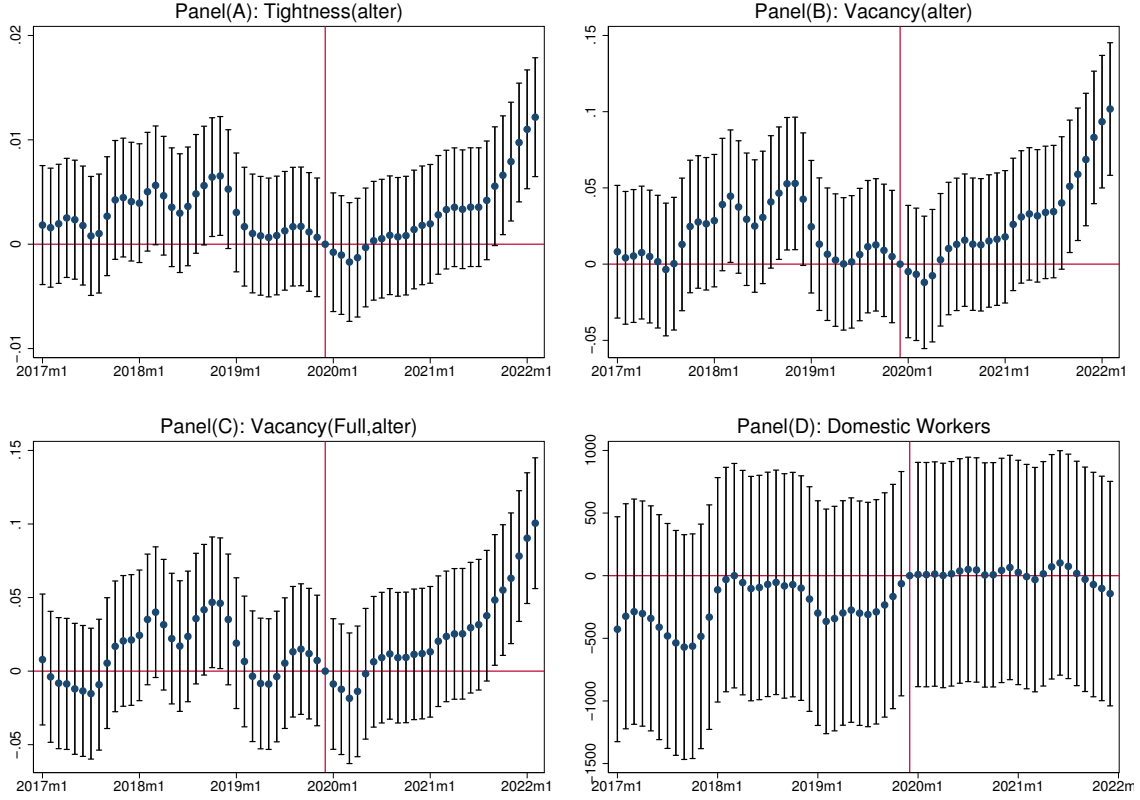 Panel(A): Tightness(alter)
.02
.01
0
-.01
2017m1 2018m1 2019m1 2020m1 2021m1 2022m1
Panel(B): Vacancy(alter)
.15
.1
.05
0
-.05
2017m1 2018m1 2019m1 2020m1 2021m1 2022m1
Panel(C): Vacancy(Full,alter)
.15
.1
.05
0
-.05
2017m1 2018m1 2019m1 2020m1 2021m1 2022m1
Panel(D): Domestic Workers
1000
500
0
-500
-1000
-1500
2017m1 2018m1 2019m1 2020m1 2021m1 2022m